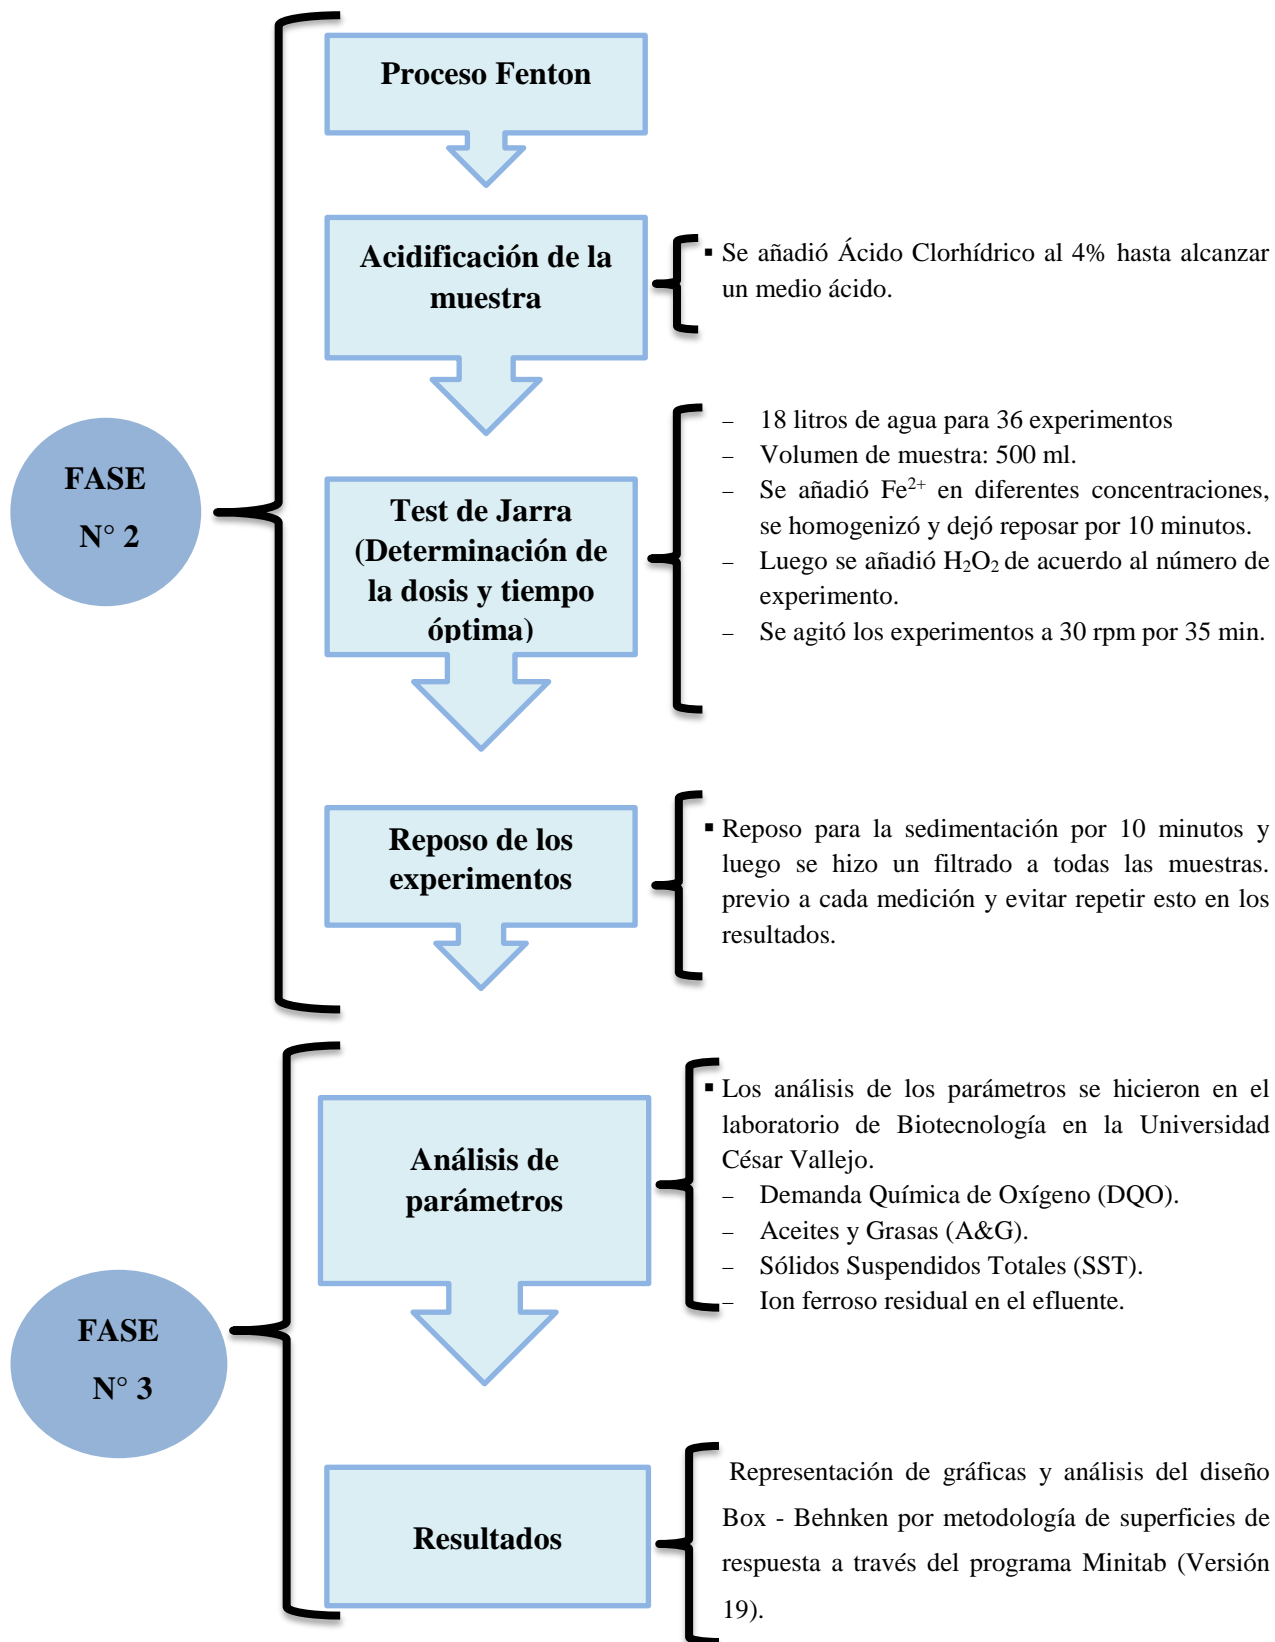 Proceso Fenton
Acidificación de la
muestra
▪ Se añadió Ácido Clorhídrico al 4% hasta alcanzar
un medio ácido.
FASE
N° 2
Test de Jarra
(Determinación de
la dosis y tiempo
óptima)
– 18 litros de agua para 36 experimentos
– Volumen de muestra: 500 ml.
– Se añadió Fe²⁺ en diferentes concentraciones,
se homogenizó y dejó reposar por 10 minutos.
– Luego se añadió H₂O₂ de acuerdo al número de
experimento.
– Se agitó los experimentos a 30 rpm por 35 min.
Reposo de los
experimentos
▪ Reposo para la sedimentación por 10 minutos y
luego se hizo un filtrado a todas las muestras.
previo a cada medición y evitar repetir esto en los
resultados.
FASE
N° 3
Análisis de
parámetros
▪ Los análisis de los parámetros se hicieron en el
laboratorio de Biotecnología en la Universidad
César Vallejo.
– Demanda Química de Oxígeno (DQO).
– Aceites y Grasas (A&G).
– Sólidos Suspendidos Totales (SST).
– Ion ferroso residual en el efluente.
Resultados
Representación de gráficas y análisis del diseño
Box - Behnken por metodología de superficies de
respuesta a través del programa Minitab (Versión
19).